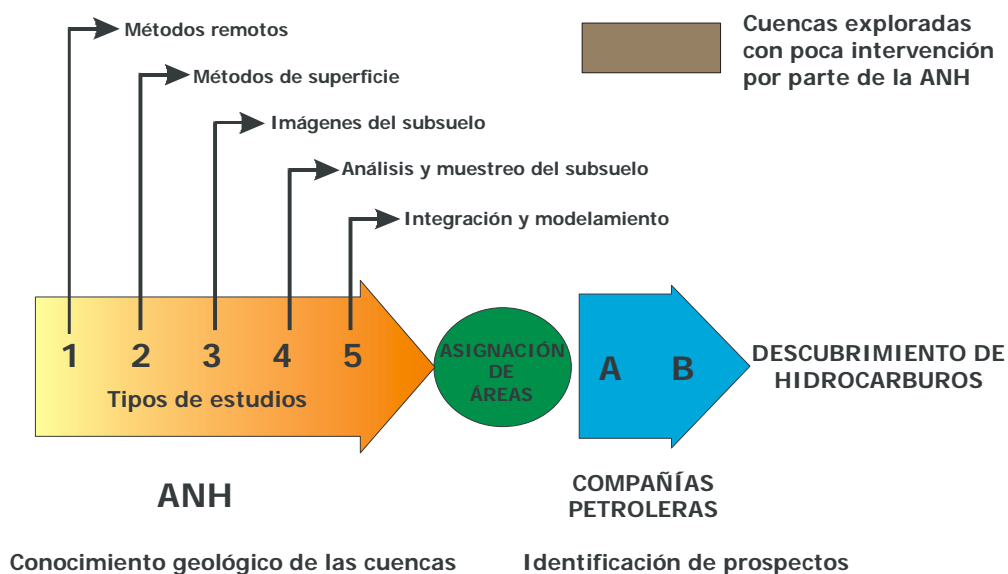 Métodos remotos
Métodos de superficie
Imágenes del subsuelo
Análisis y muestreo del subsuelo
Integración y modelamiento
Cuencas exploradas
con poca intervención
por parte de la ANH
1 2 3 4 5
Tipos de estudios
ASIGNACIÓN
DE
ÁREAS
A B
DESCUBRIMIENTO DE
HIDROCARBUROS
ANH
COMPAÑÍAS
PETROLERAS
Conocimiento geológico de las cuencas
Identificación de prospectos